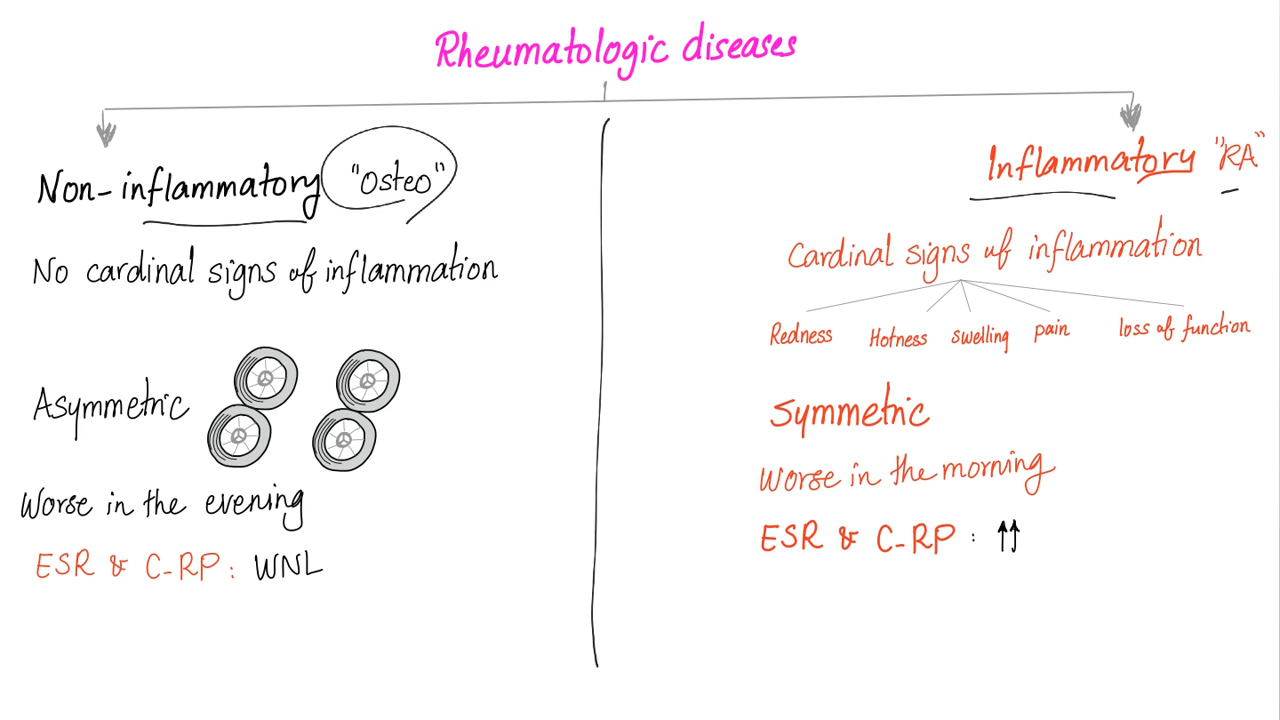 Rheumatologic diseases
Non-inflammatory "Osteo"
No cardinal signs of inflammation
Asymmetric
Worse in the evening
ESR & C-RP: WNL
Inflammatory "RA"
Cardinal signs of inflammation
Redness Hotness swelling pain loss of function
Symmetric
Worse in the morning
ESR & C-RP: ↑↑